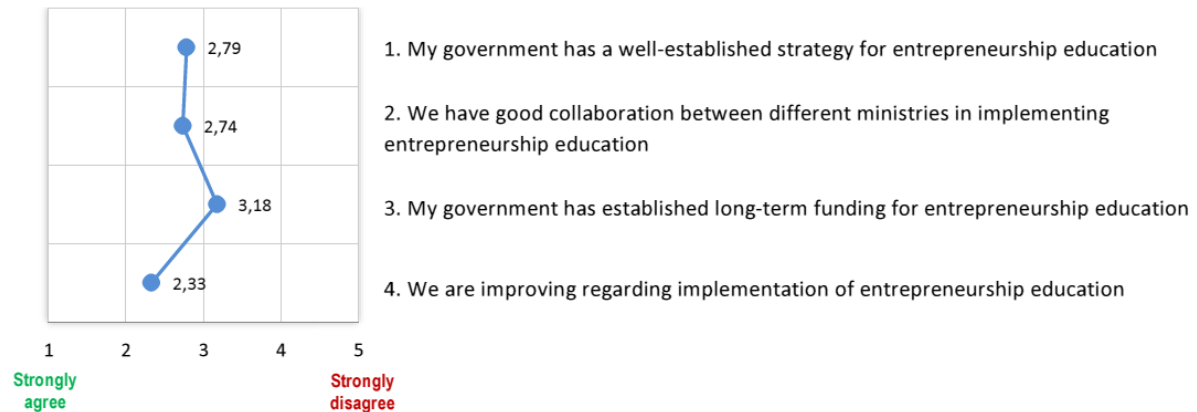 2,79
1. My government has a well-established strategy for entrepreneurship education
2,74
2. We have good collaboration between different ministries in implementing
entrepreneurship education
3,18
3. My government has established long-term funding for entrepreneurship education
2,33
4. We are improving regarding implementation of entrepreneurship education
1 2 3 4 5
Strongly Strongly
agree disagree